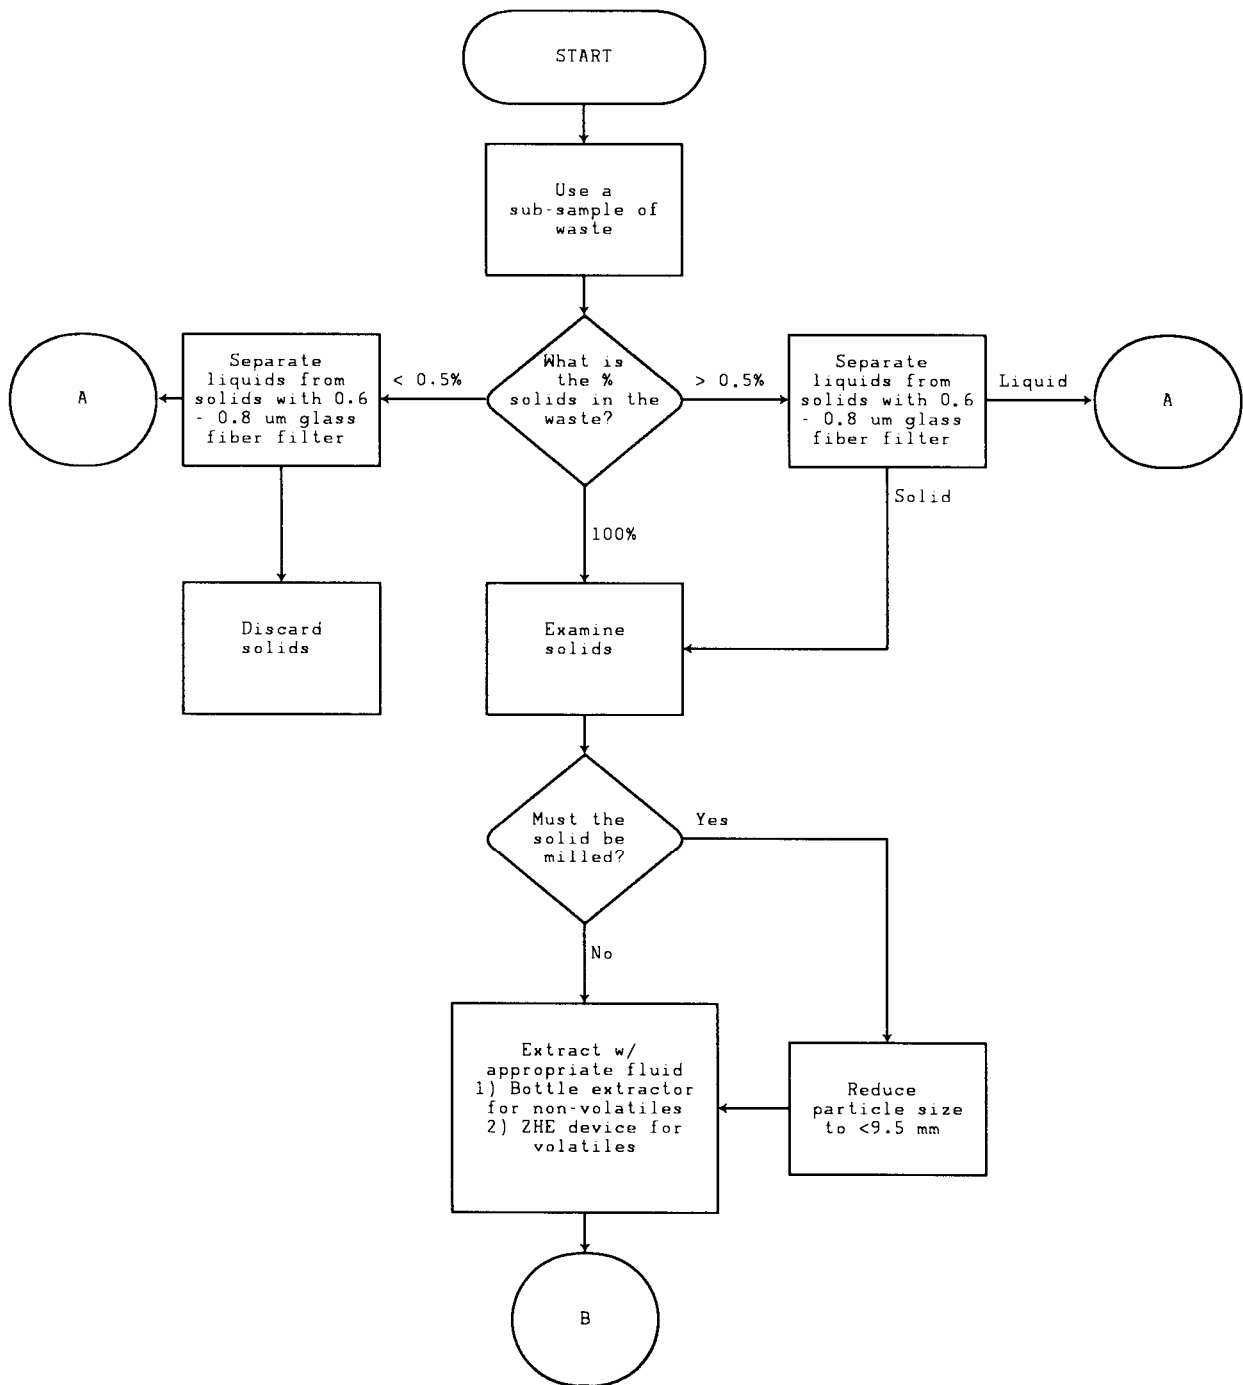 START
Use a
sub-sample of
waste
A
Separate
liquids from
solids with 0.6
- 0.8 um glass
fiber filter
< 0.5%
What is
the %
solids in the
waste?
> 0.5%
Separate
liquids from
solids with 0.6
- 0.8 um glass
fiber filter
Liquid
A
Solid
100%
Discard
solids
Examine
solids
Must the
solid be
milled?
Yes
No
Extract w/
appropriate fluid
1) Bottle extractor
for non-volatiles
2) ZHE device for
volatiles
Reduce
particle size
to <9.5 mm
B